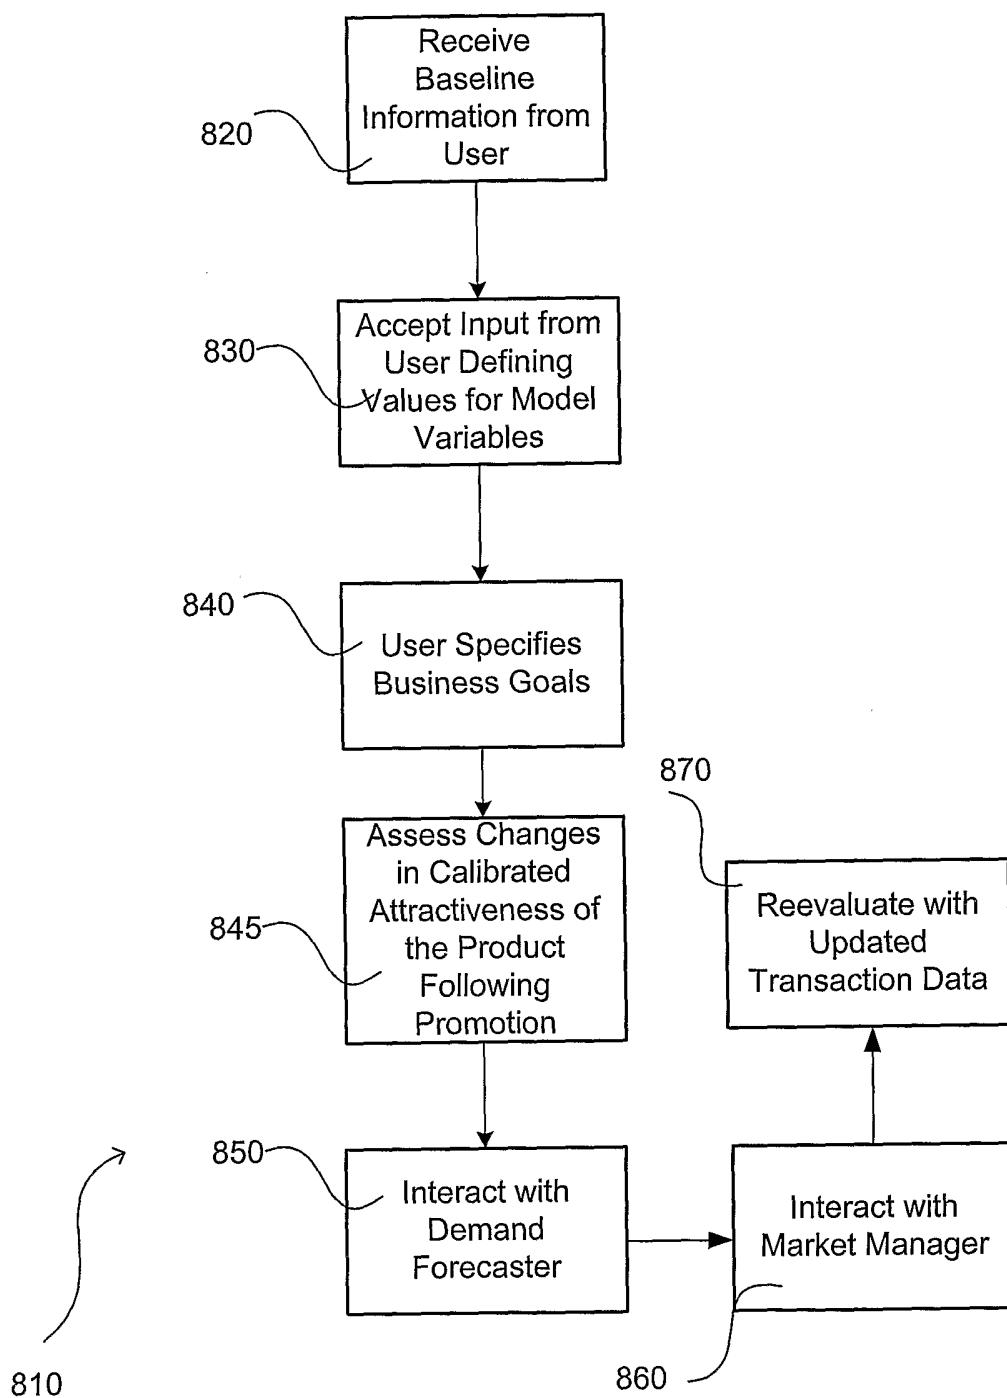 Receive
Baseline
Information from
User
820
Accept Input from
User Defining
Values for Model
Variables
830
User Specifies
Business Goals
840
Assess Changes
in Calibrated
Attractiveness of
the Product
Following
Promotion
845
870
Reevaluate with
Updated
Transaction Data
850
Interact with
Demand
Forecaster
Interact with
Market Manager
860
810